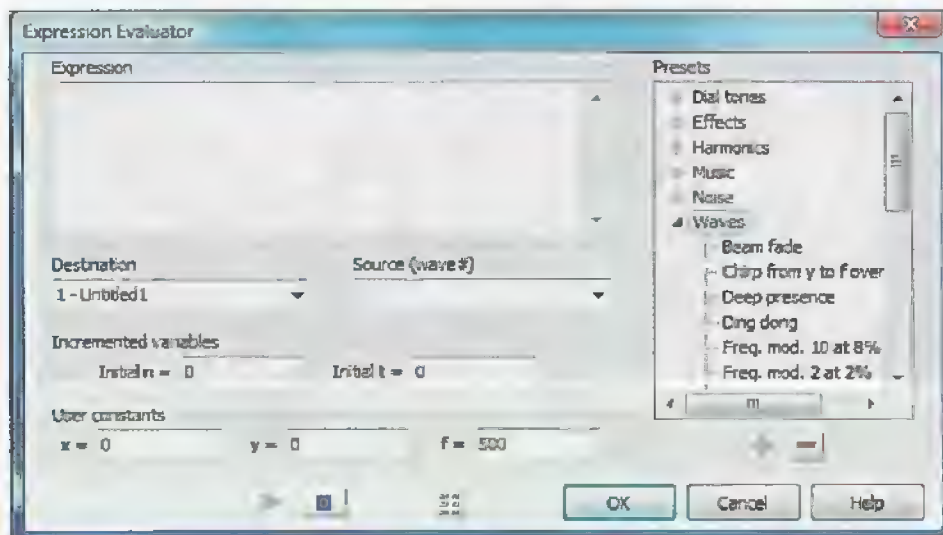 Expression Evaluator
Expression
Presets
Dial tones
Effects
Harmonics
Music
Noise
Waves
Beam fade
Chirp from y to f over
Deep presence
Ding dong
Freq. mod. 10 at 8%
Freq. mod. 2 at 2%
Destination
Source (wave #)
1 - Untitled1
Incremented variables
Initial n = 0
Initial t = 0
User constants
x = 0
y = 0
f = 500
OK
Cancel
Help